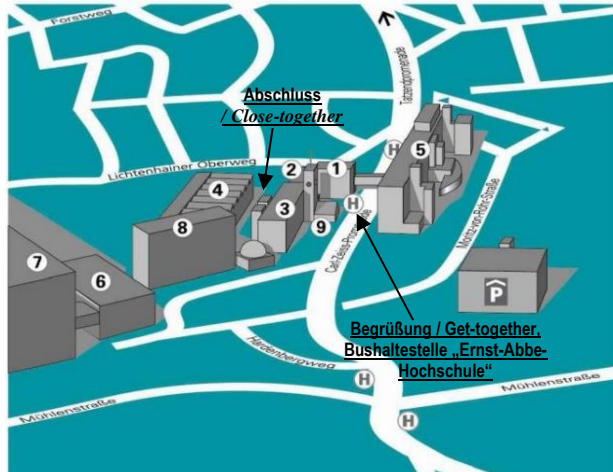 Forstweg
Tatzendpromenade
Abschluss
/ Close-together
H
5
Lichtenhainer Oberweg
2
1
4
3
H
9
8
7
6
Carl-Zeiss-Promenade
Moritz-von-Rohr-Straße
P
Begrüßung / Get-together,
Bushaltestelle „Ernst-Abbe-
Hochschule“
Hardenbergweg
H
Mühlenstraße
Mühlenstraße
H